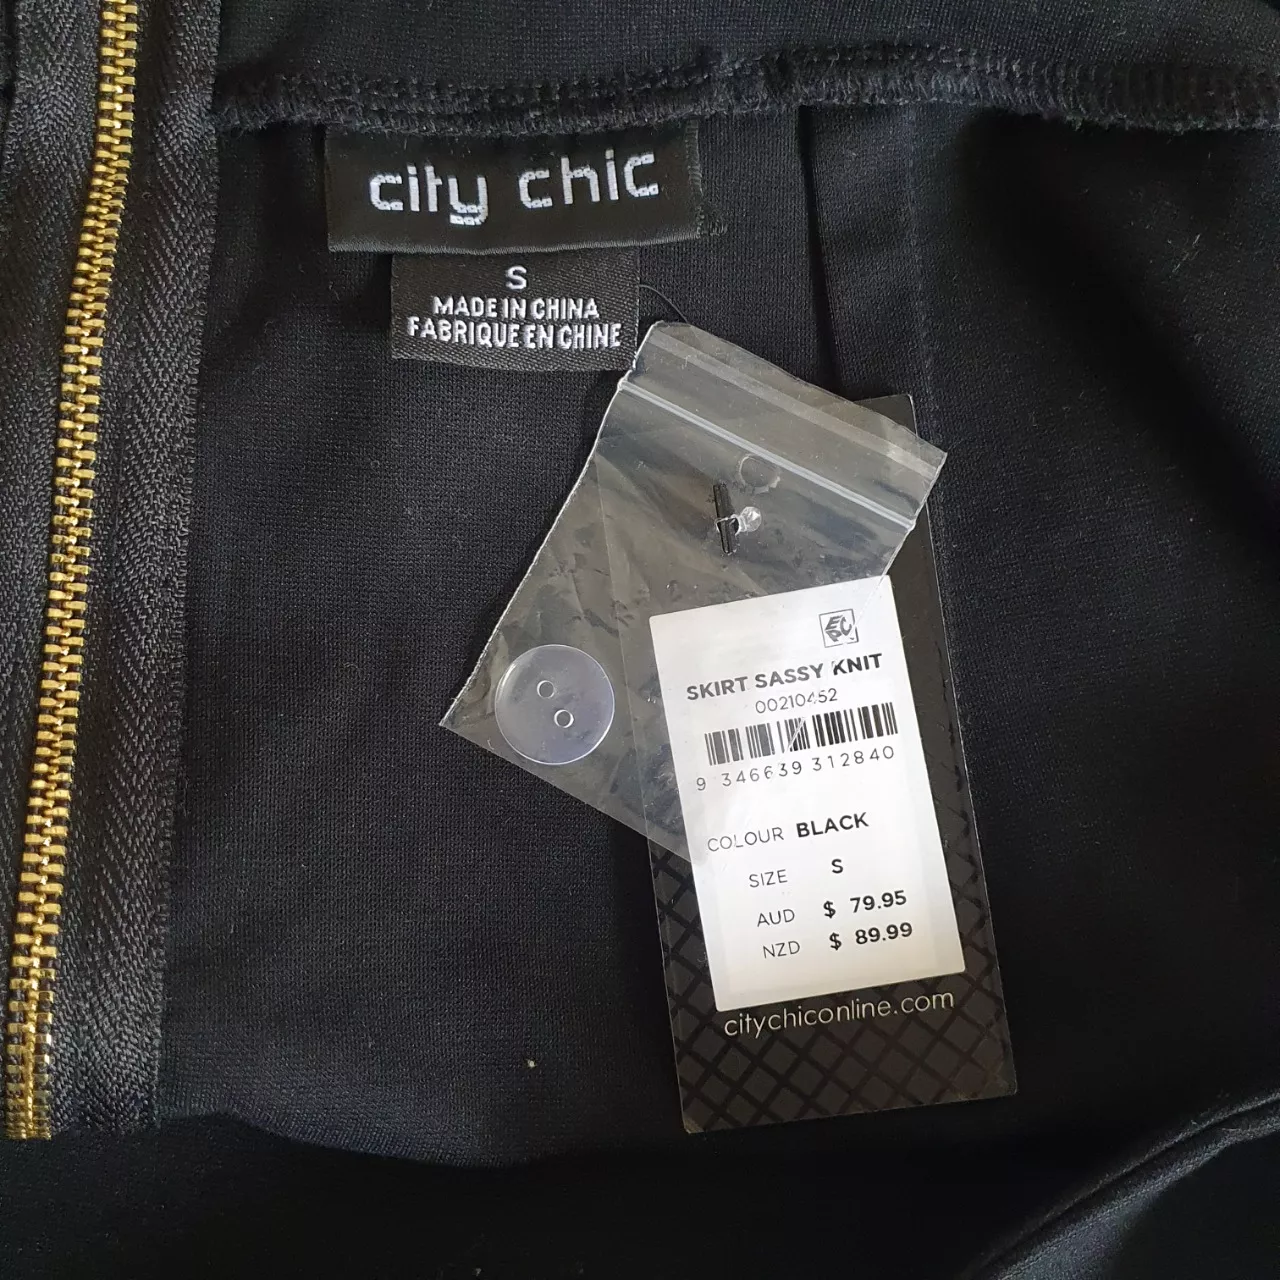 city chic
S
MADE IN CHINA
FABRIQUE EN CHINE
SKIRT SASSY KNIT
00210452
9 346639 312840
COLOUR BLACK
SIZE S
AUD $ 79.95
NZD $ 89.99
citychiconline.com